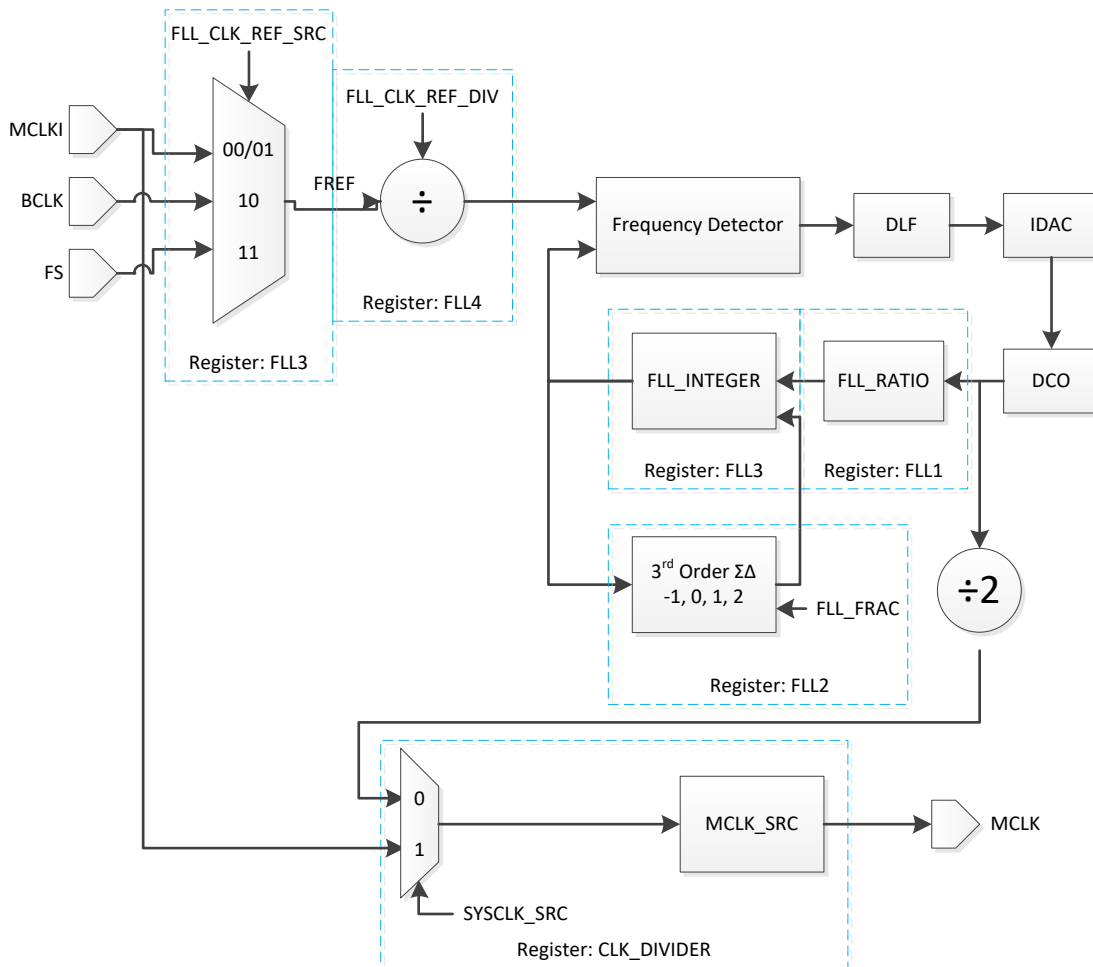 FLL_CLK_REF_SRC
FLL_CLK_REF_DIV
MCLKI
00/01
BCLK
10
FREF
÷
Frequency Detector
DLF
IDAC
FS
11
Register: FLL4
Register: FLL3
FLL_INTEGER
FLL_RATIO
DCO
Register: FLL3
Register: FLL1
3rd Order ΣΔ
-1, 0, 1, 2
FLL_FRAC
÷2
Register: FLL2
0
1
MCLK_SRC
MCLK
SYSCLK_SRC
Register: CLK_DIVIDER